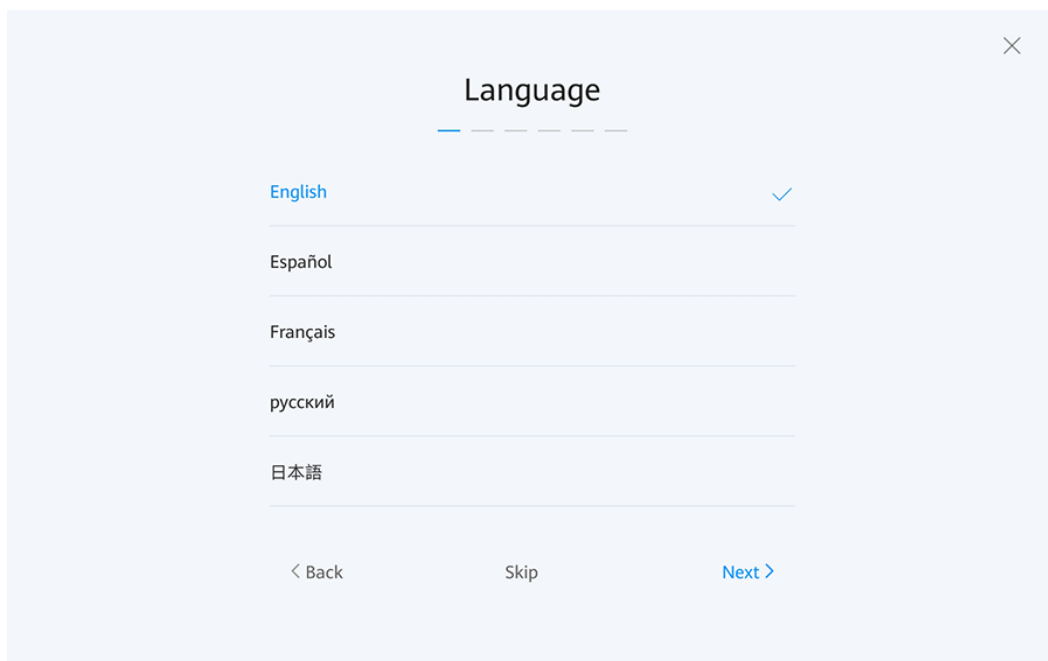 Language
English
Español
Français
русский
日本語
Back Skip Next